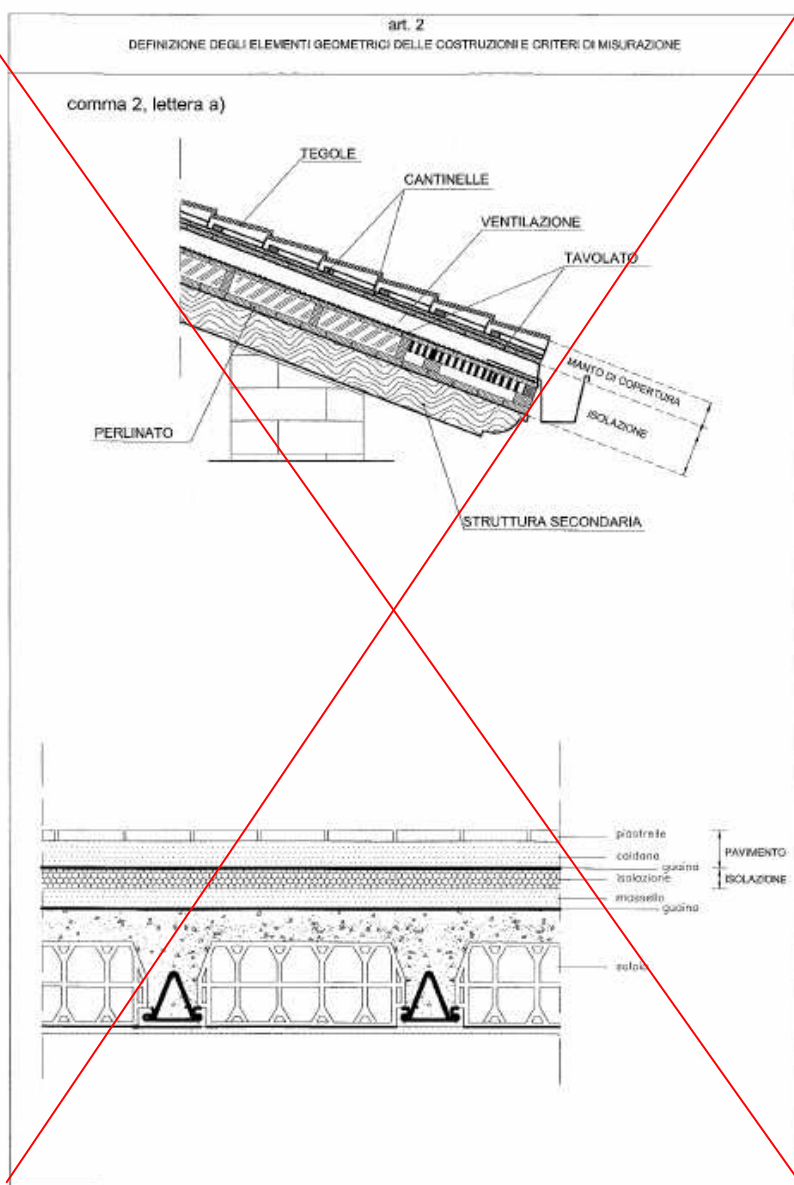 art. 2
DEFINIZIONE DEGLI ELEMENTI GEOMETRICI DELLE COSTRUZIONI E CRITERI DI MISURAZIONE
comma 2, lettera a)
TEGOLE
CANTINELLE
VENTILAZIONE
TAVOLATO
MANTO DI COPERTURA
ISOLAZIONE
PERLINATO
STRUTTURA SECONDARIA
piastrelle
caldana
PAVIMENTO
guaina
isolazione
ISOLAZIONE
massello
guaina
solaio